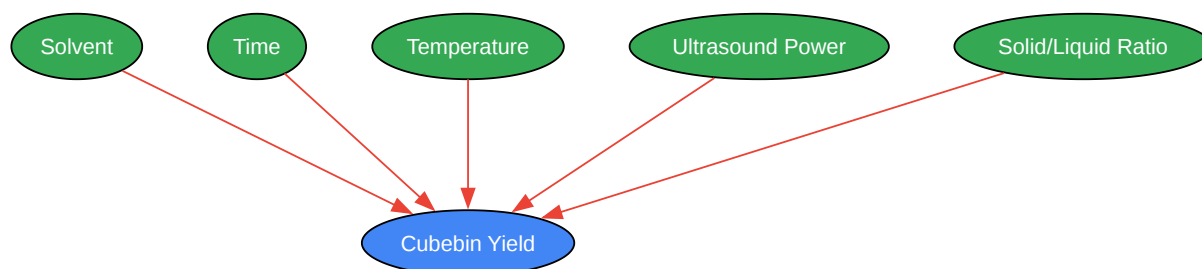 Solvent
Time
Temperature
Ultrasound Power
Solid/Liquid Ratio
Cubebin Yield